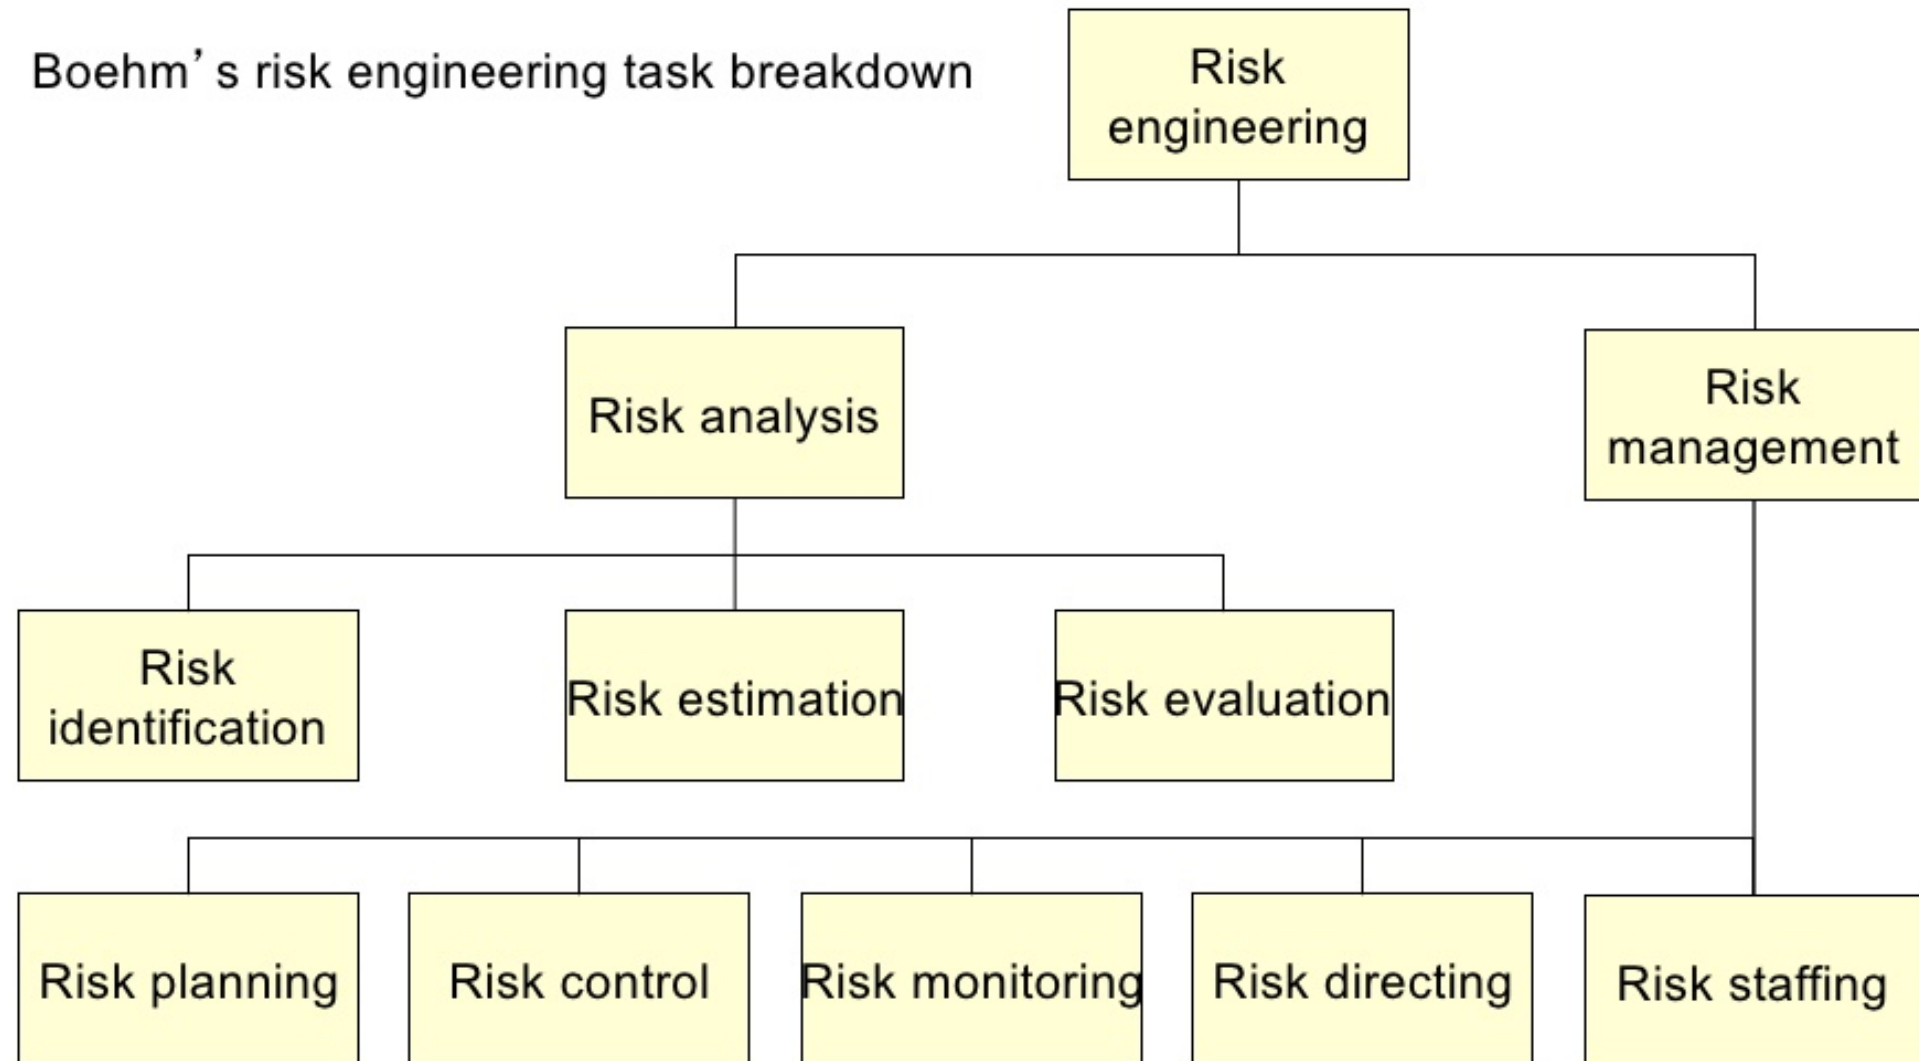 Boehm’s risk engineering task breakdown
Risk
engineering
Risk analysis
Risk
management
Risk
identification
Risk estimation
Risk evaluation
Risk planning
Risk control
Risk monitoring
Risk directing
Risk staffing